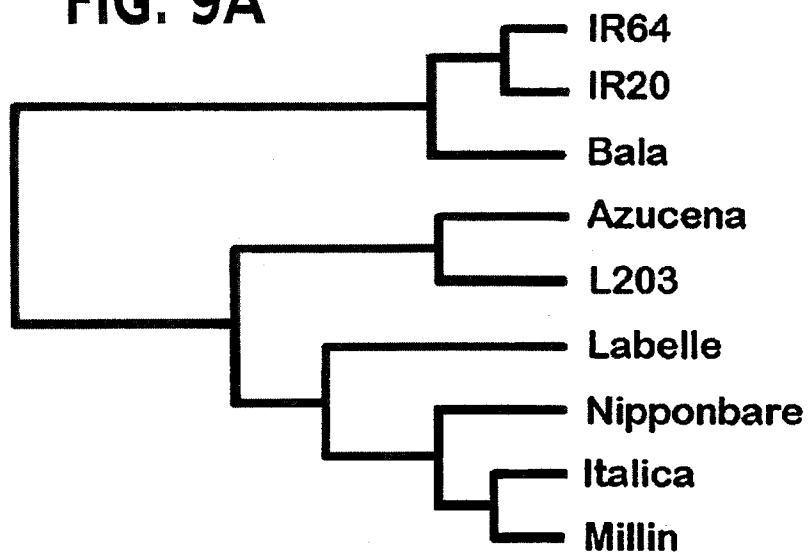 FIG. 9A
IR64
IR20
Bala
Azucena
L203
Labelle
Nipponbare
Italica
Millin